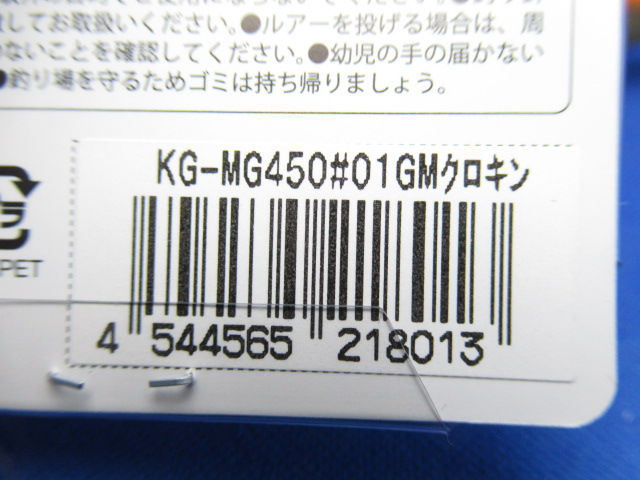 してお取扱いください。●ルアーを投げる場合は、周
ないことを確認してください。●幼児の手の届かない
●釣り場を守るためゴミは持ち帰りましょう。
PET
KG-MG450#01GMクロキン
4 544565 218013